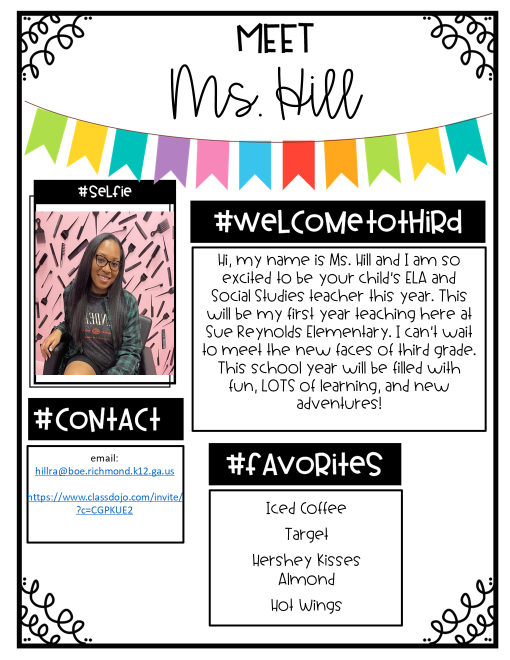 MEET
Ms. Hill
#Selfie
#WelcometoThird
Hi, my name is Ms. Hill and I am so
excited to be your child's ELA and
Social Studies teacher this year. This
will be my first year teaching here at
Sue Reynolds Elementary. I can't wait
to meet the new faces of third grade.
This school year will be filled with
fun, LOTS of learning, and new
adventures!
#Contact
email:
hillra@boe.richmond.k12.ga.us
https://www.classdojo.com/invite/
?c=CGPKUE2
#Favorites
Iced Coffee
Target
Hershey Kisses
Almond
Hot Wings